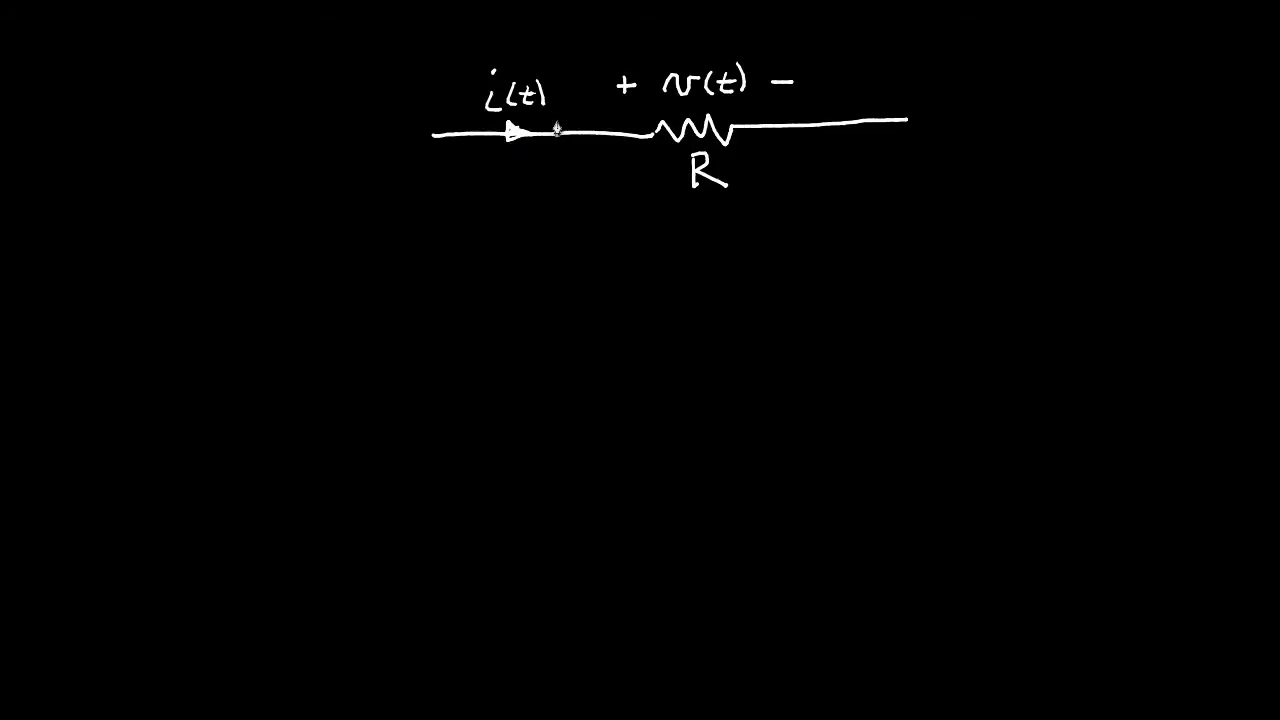 i(t) + v(t) −
R